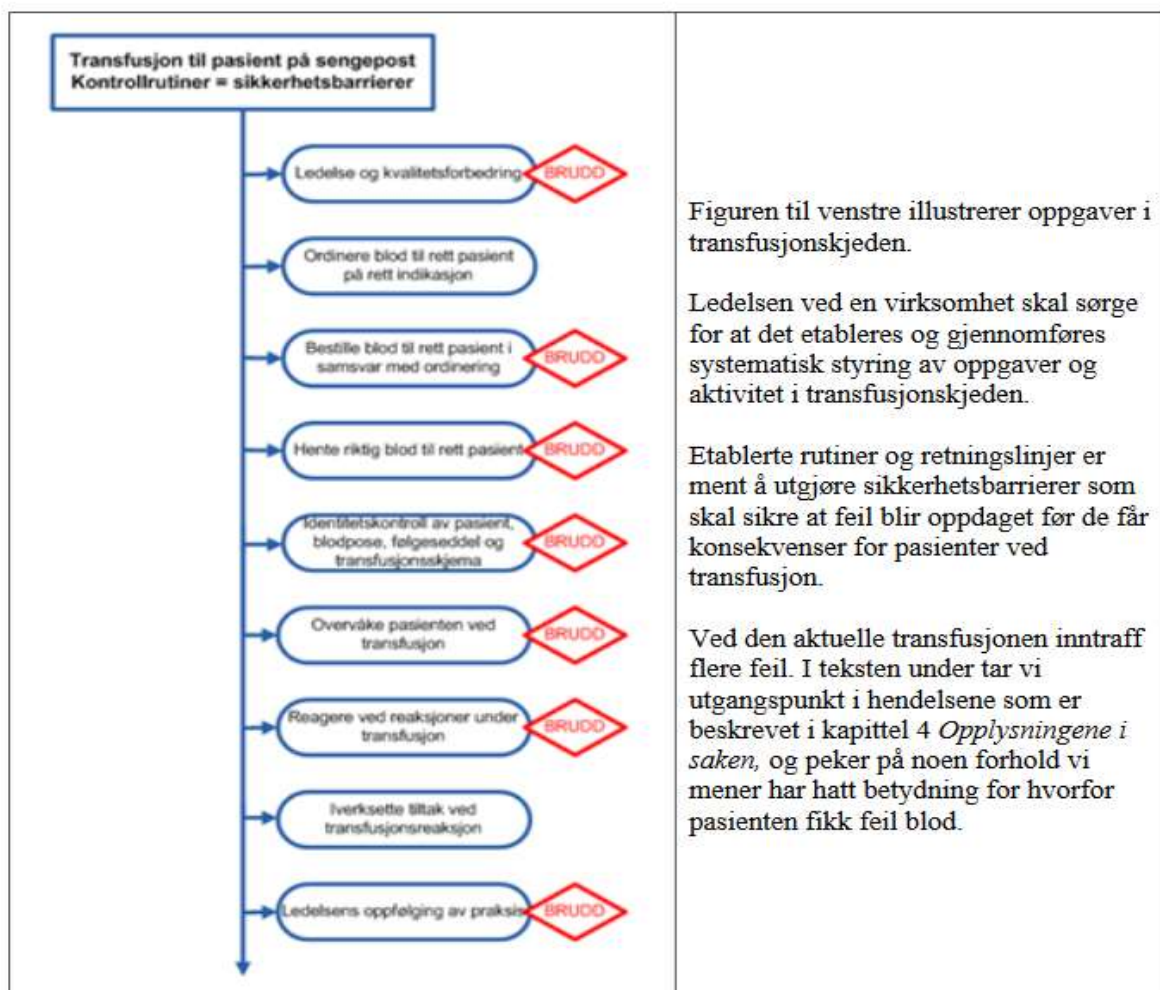 Transfusjon til pasient på sengepost
Kontrollrutiner = sikkerhetsbarrierer
Ledelse og kvalitetsforbedring
BRUDD
Ordinere blod til rett pasient
på rett indikasjon
Bestille blod til rett pasient i
samsvar med ordinering
BRUDD
Hente riktig blod til rett pasient
BRUDD
Identitetskontroll av pasient,
blodpose, følgeseddel og
transfusjonsskjema
BRUDD
Overvåke pasienten ved
transfusjon
BRUDD
Reagere ved reaksjoner under
transfusjon
BRUDD
Iverksette tiltak ved
transfusjonsreaksjon
Ledelsens oppfølging av praksis
BRUDD
Figuren til venstre illustrerer oppgaver i
transfusjonskjeden.
Ledelsen ved en virksomhet skal sørge
for at det etableres og gjennomføres
systematisk styring av oppgaver og
aktivitet i transfusjonskjeden.
Etablerte rutiner og retningslinjer er
ment å utgjøre sikkerhetsbarrierer som
skal sikre at feil blir oppdaget før de får
konsekvenser for pasienter ved
transfusjon.
Ved den aktuelle transfusjonen inntraff
flere feil. I teksten under tar vi
utgangspunkt i hendelsene som er
beskrevet i kapittel 4 Opplysningene i
saken, og peker på noen forhold vi
mener har hatt betydning for hvorfor
pasienten fikk feil blod.